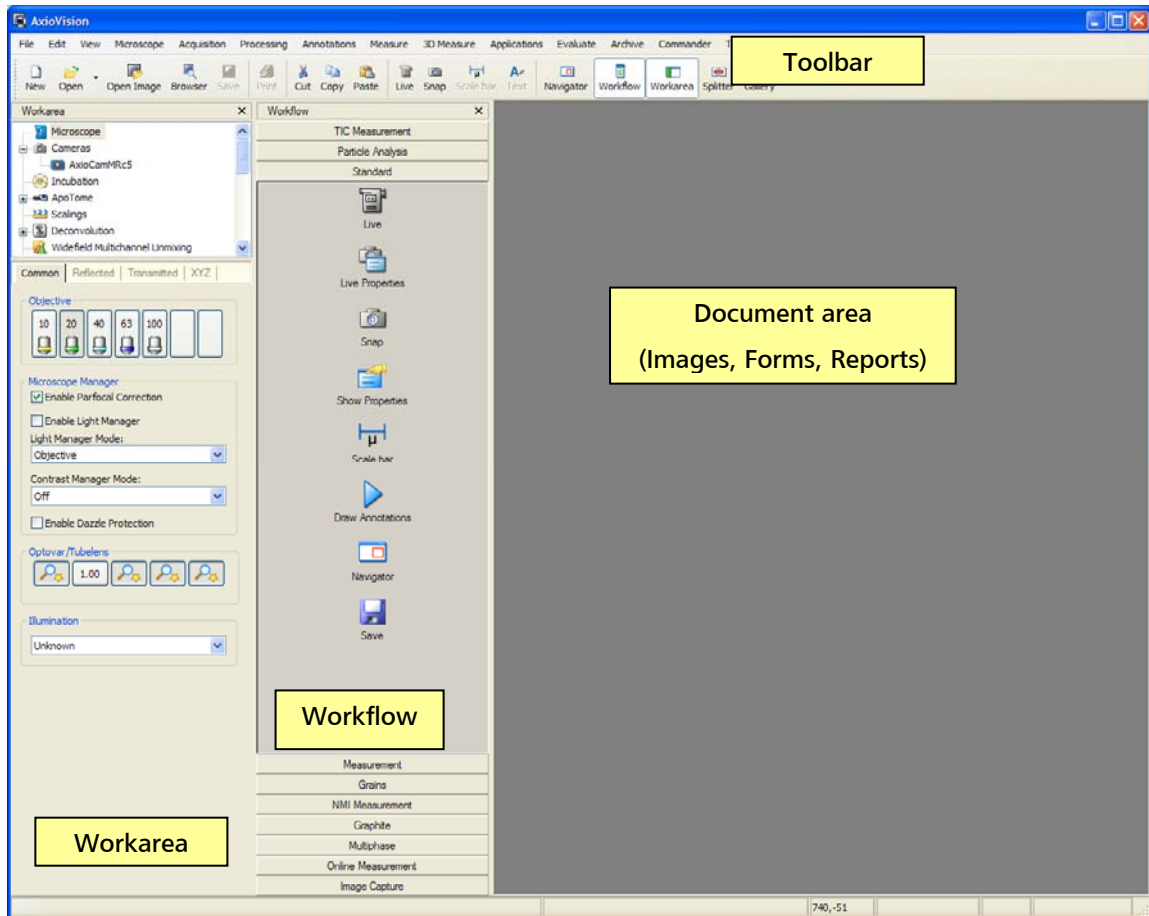 AxioVision
File Edit View Microscope Acquisition Processing Annotations Measure 3D Measure Applications Evaluate Archive Commander
Toolbar
New Open Open Image Browser Save Print Cut Copy Paste Live Snap Scale bar Text Navigator Workflow Workarea Splitter Gallery
Workarea
Microscope
Cameras
AxioCamMRc5
Incubation
ApoTome
Scalings
Deconvolution
Widefield Multichannel Unmixing
Common Reflected Transmitted XYZ
Objective
10 20 40 63 100
Microscope Manager
Enable Parfocal Correction
Enable Light Manager
Light Manager Mode:
Objective
Contrast Manager Mode:
Off
Enable Dazzle Protection
Optovar/Tubelens
1.00
Illumination
Unknown
Workarea
Workflow
TIC Measurement
Particle Analysis
Standard
Live
Live Properties
Snap
Show Properties
µ
Scale bar
Draw Annotations
Navigator
Save
Workflow
Measurement
Grains
NMI Measurement
Graphite
Multiphase
Online Measurement
Image Capture
Document area
(Images, Forms, Reports)
740,-51